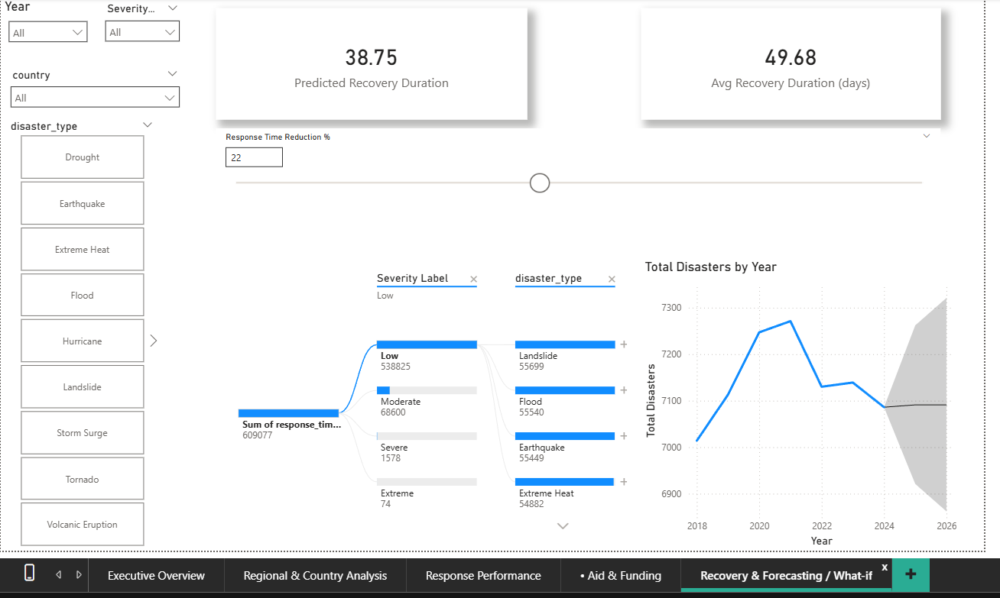 Year
Severity...
All
All
country
All
disaster_type
Drought
Earthquake
Extreme Heat
Flood
Hurricane
Landslide
Storm Surge
Tornado
Volcanic Eruption
38.75
Predicted Recovery Duration
49.68
Avg Recovery Duration (days)
Response Time Reduction %
22
Severity Label
Low
disaster_type
Sum of response_tim...
609077
Low
538825
Moderate
68600
Severe
1578
Extreme
74
Landslide
55699
Flood
55540
Earthquake
55449
Extreme Heat
54882
Total Disasters by Year
Total Disasters
7300
7200
7100
7000
6900
2018
2020
2022
2024
2026
Year
Executive Overview
Regional & Country Analysis
Response Performance
• Aid & Funding
Recovery & Forecasting / What-if
x
+